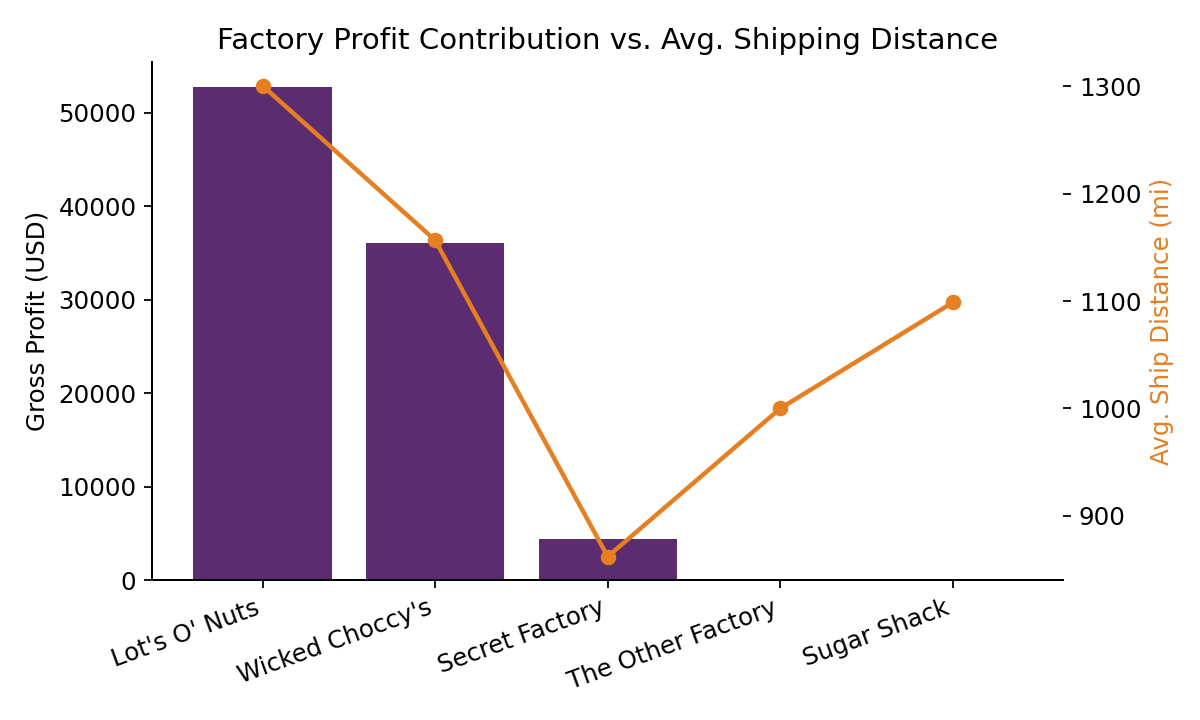 Factory Profit Contribution vs. Avg. Shipping Distance
Gross Profit (USD)
50000
40000
30000
20000
10000
0
1300
1200
1100
1000
900
Avg. Ship Distance (mi)
Lot's O' Nuts
Wicked Choccy's
Secret Factory
The Other Factory
Sugar Shack